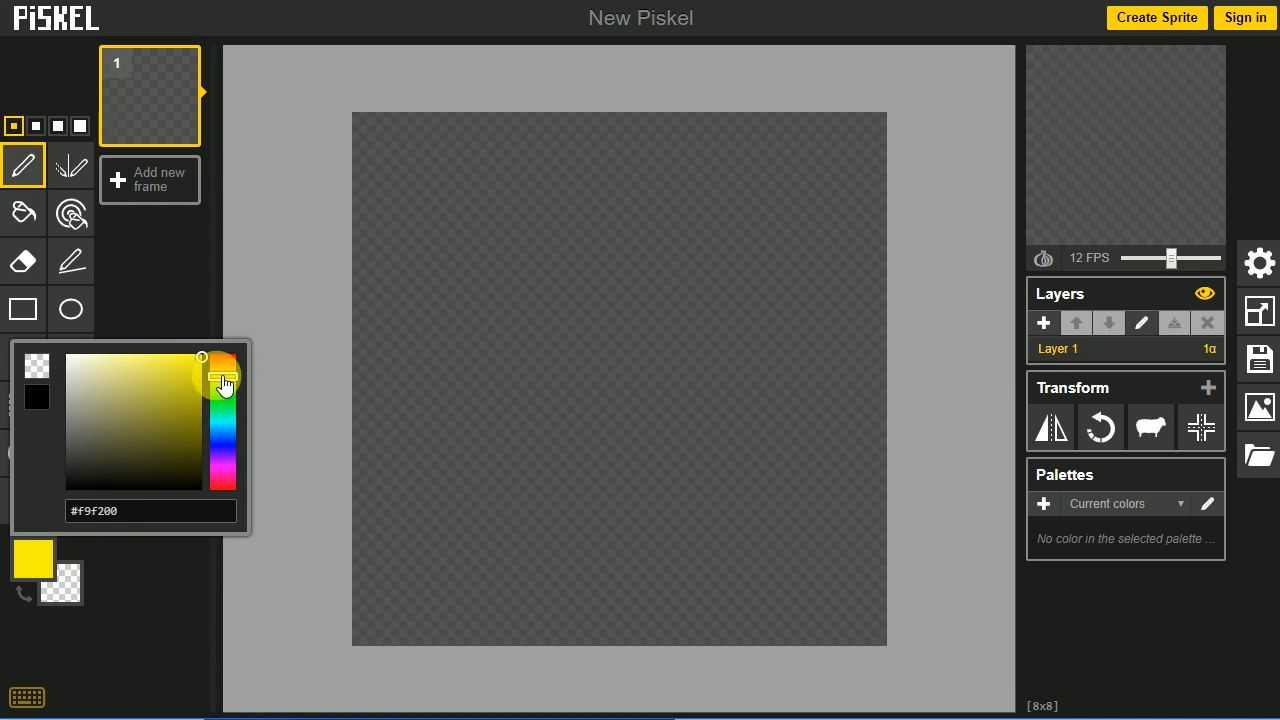 PiSKEL
New Piskel
Create Sprite
Sign in
1
Add new
frame
12 FPS
Layers
Layer 1
1α
Transform
Palettes
Current colors
No color in the selected palette ...
#f9f200
[8x8]